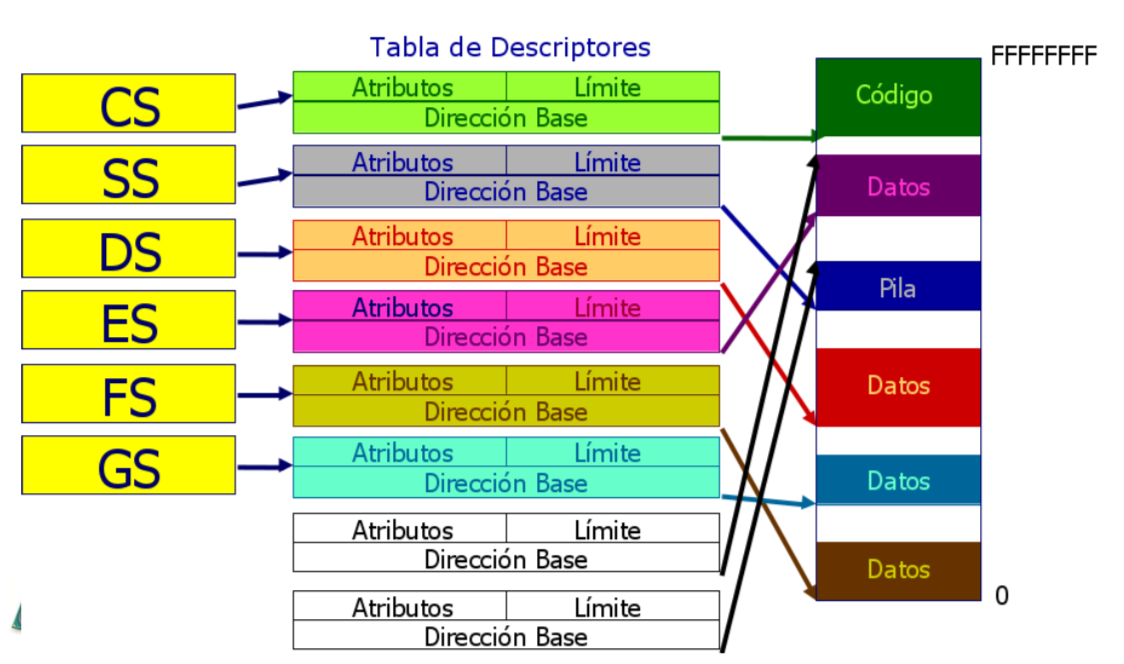 Tabla de Descriptores
FFFFFFFF
CS
Atributos Límite
Dirección Base
Código
SS
Atributos Límite
Dirección Base
Datos
DS
Atributos Límite
Dirección Base
Pila
ES
Atributos Límite
Dirección Base
FS
Atributos Límite
Dirección Base
Datos
GS
Atributos Límite
Dirección Base
Datos
Atributos Límite
Dirección Base
Datos
0
Atributos Límite
Dirección Base